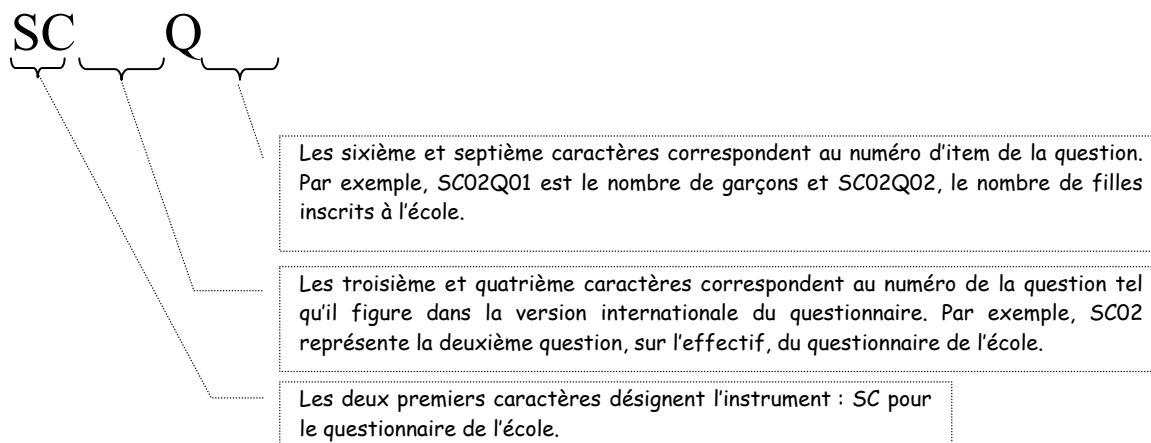 SC Q
Les sixième et septième caractères correspondent au numéro d'item de la question.
Par exemple, SC02Q01 est le nombre de garçons et SC02Q02, le nombre de filles
inscrits à l'école.
Les troisième et quatrième caractères correspondent au numéro de la question tel
qu'il figure dans la version internationale du questionnaire. Par exemple, SC02
représente la deuxième question, sur l'effectif, du questionnaire de l'école.
Les deux premiers caractères désignent l'instrument : SC pour
le questionnaire de l'école.